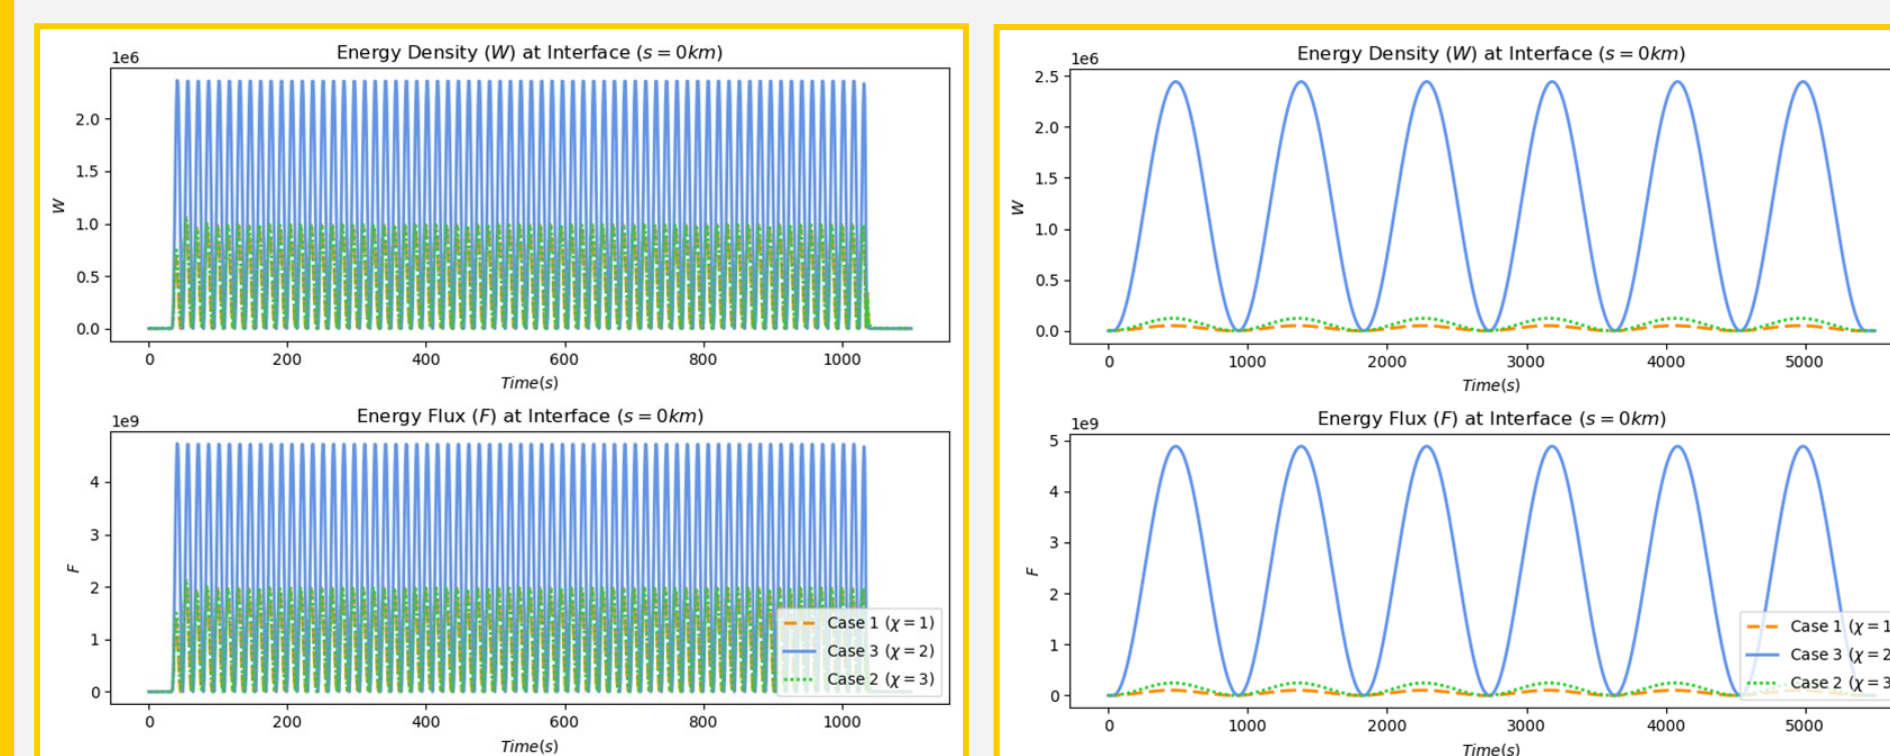 Energy Density (W) at Interface (s = 0km)
1e6
2.0
1.5
1.0
0.5
0.0
W
0 200 400 600 800 1000
Time(s)
Energy Flux (F) at Interface (s = 0km)
1e9
4
3
2
1
0
F
Case 1 (χ = 1)
Case 3 (χ = 2)
Case 2 (χ = 3)
0 200 400 600 800 1000
Time(s)
Energy Density (W) at Interface (s = 0km)
1e6
2.5
2.0
1.5
1.0
0.5
0.0
W
0 1000 2000 3000 4000 5000
Time(s)
Energy Flux (F) at Interface (s = 0km)
1e9
5
4
3
2
1
0
F
Case 1 (χ = 1
Case 3 (χ = 2
Case 2 (χ = 3
0 1000 2000 3000 4000 5000
Time(s)